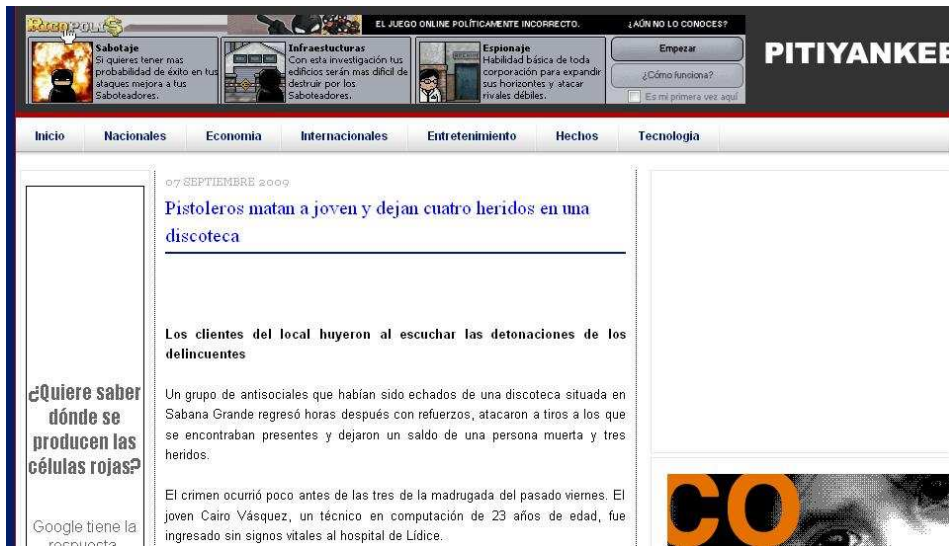 RICOPOLI$
EL JUEGO ONLINE POLÍTICAMENTE INCORRECTO.
¿AÚN NO LO CONOCES?
Sabotaje
Si quieres tener mas
probabilidad de éxito en tus
ataques mejora a tus
Saboteadores.
Infraestucturas
Con esta investigación tus
edificios serán mas dificil de
destruir por los
Saboteadores.
Espionaje
Habilidad básica de toda
corporación para expandir
sus horizontes y atacar
rivales débiles.
Empezar
¿Cómo funciona?
Es mi primera vez aquí
PITIYANKEE
Inicio Nacionales Economia Internacionales Entretenimiento Hechos Tecnologia
07 SEPTIEMBRE 2009
Pistoleros matan a joven y dejan cuatro heridos en una
discoteca
Los clientes del local huyeron al escuchar las detonaciones de los
delincuentes
Un grupo de antisociales que habían sido echados de una discoteca situada en
Sabana Grande regresó horas después con refuerzos, atacaron a tiros a los que
se encontraban presentes y dejaron un saldo de una persona muerta y tres
heridos.
El crimen ocurrió poco antes de las tres de la madrugada del pasado viernes. El
joven Cairo Vásquez, un técnico en computación de 23 años de edad, fue
ingresado sin signos vitales al hospital de Lídice.
¿Quiere saber
dónde se
producen las
células rojas?
Google tiene la
respuesta
CO